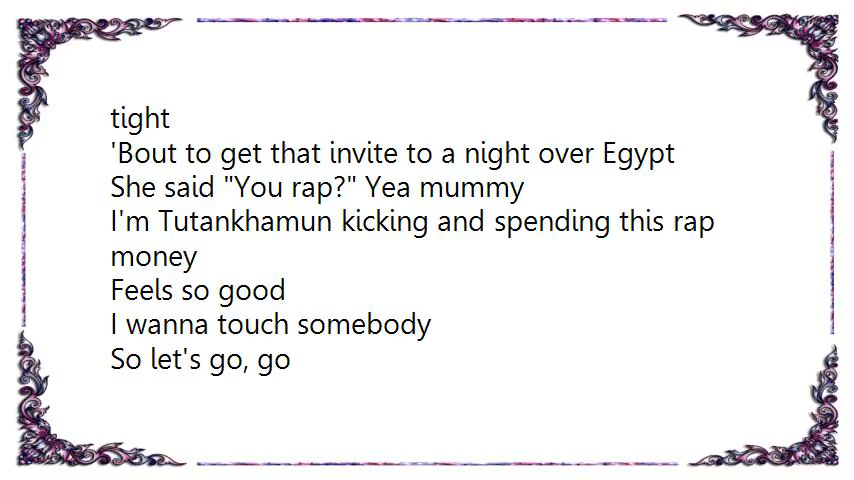 tight
'Bout to get that invite to a night over Egypt
She said "You rap?" Yea mummy
I'm Tutankhamun kicking and spending this rap
money
Feels so good
I wanna touch somebody
So let's go, go